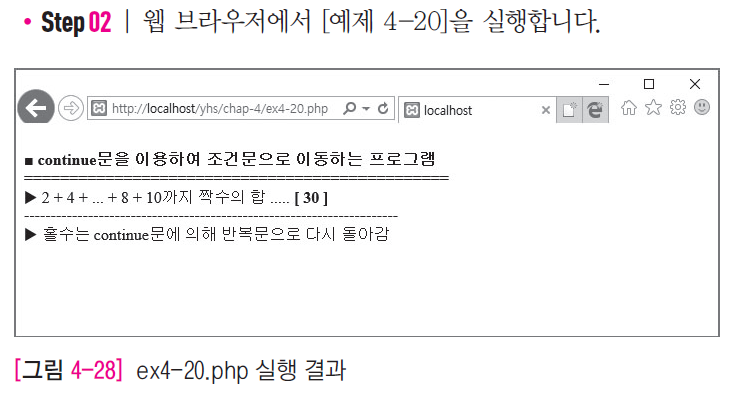 • Step 02 | 웹 브라우저에서 [예제 4-20]을 실행합니다.
http://localhost/yhs/chap-4/ex4-20.php
localhost
■ continue문을 이용하여 조건문으로 이동하는 프로그램
===============================================
▶ 2 + 4 + ... + 8 + 10까지 짝수의 합 ..... [ 30 ]
---------------------------------------------------------------------------
▶ 홀수는 continue문에 의해 반복문으로 다시 돌아감
[그림 4-28] ex4-20.php 실행 결과